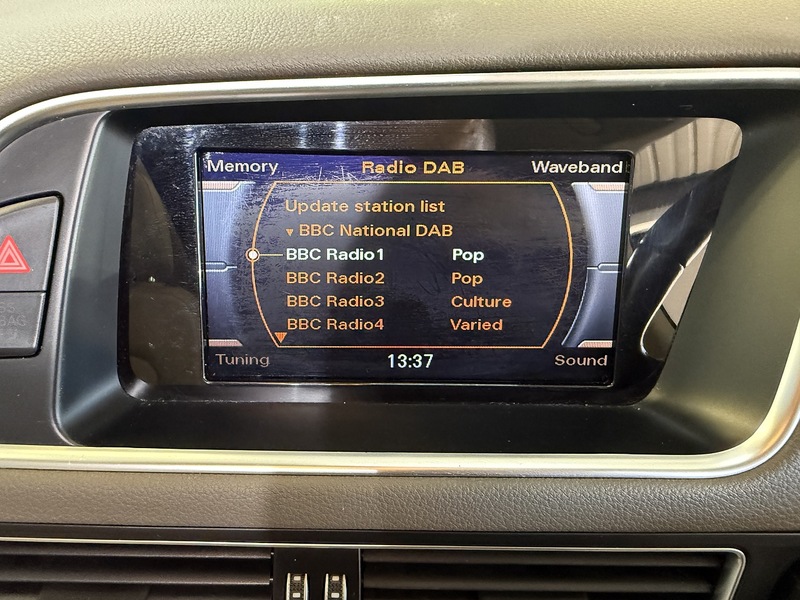 Memory Radio DAB Waveband
Update station list
▼ BBC National DAB
BBC Radio1 Pop
BBC Radio2 Pop
BBC Radio3 Culture
BBC Radio4 Varied
Tuning 13:37 Sound
BAG